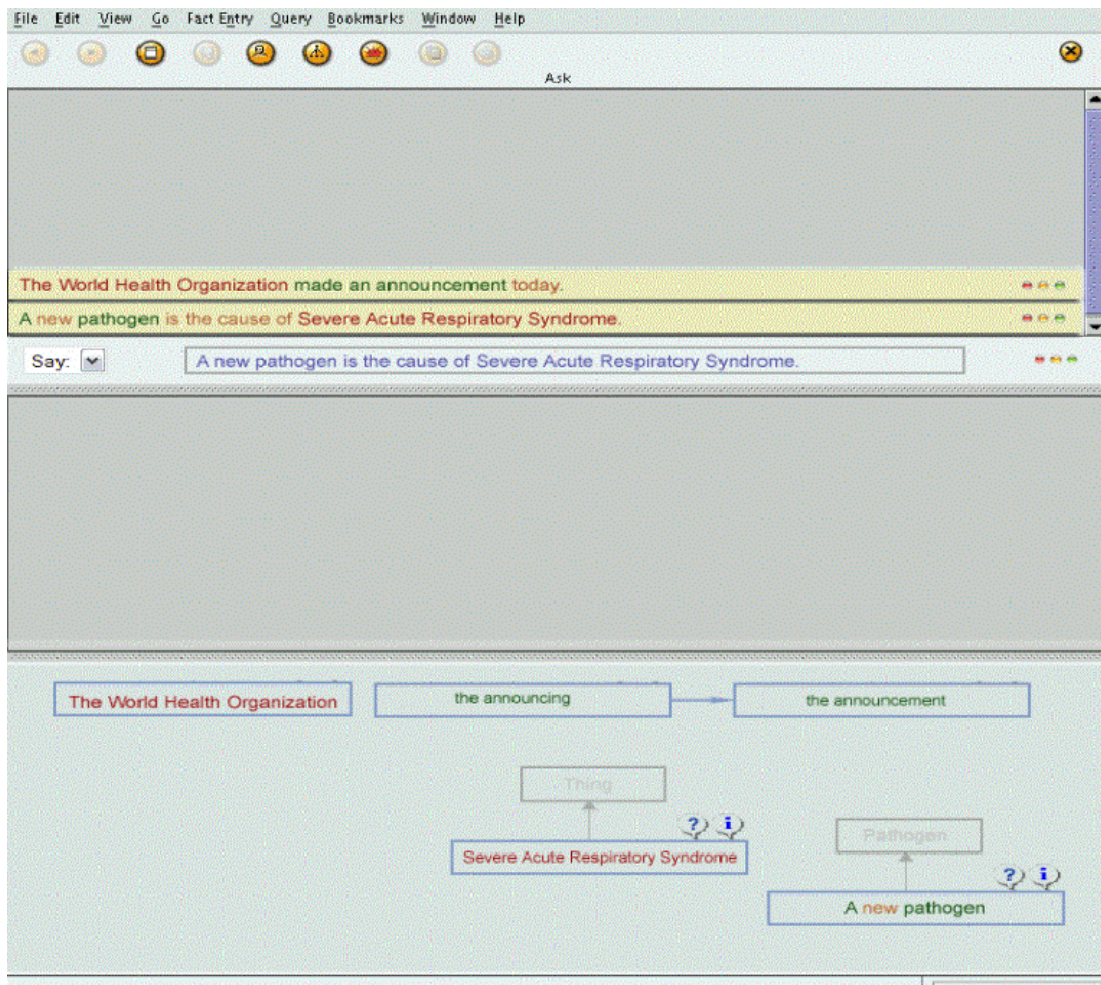 File Edit View Go Fact Entry Query Bookmarks Window Help
Ask
The World Health Organization made an announcement today.
A new pathogen is the cause of Severe Acute Respiratory Syndrome.
Say: A new pathogen is the cause of Severe Acute Respiratory Syndrome.
The World Health Organization the announcing the announcement
Thing
? i
Severe Acute Respiratory Syndrome
Pathogen
? i
A new pathogen